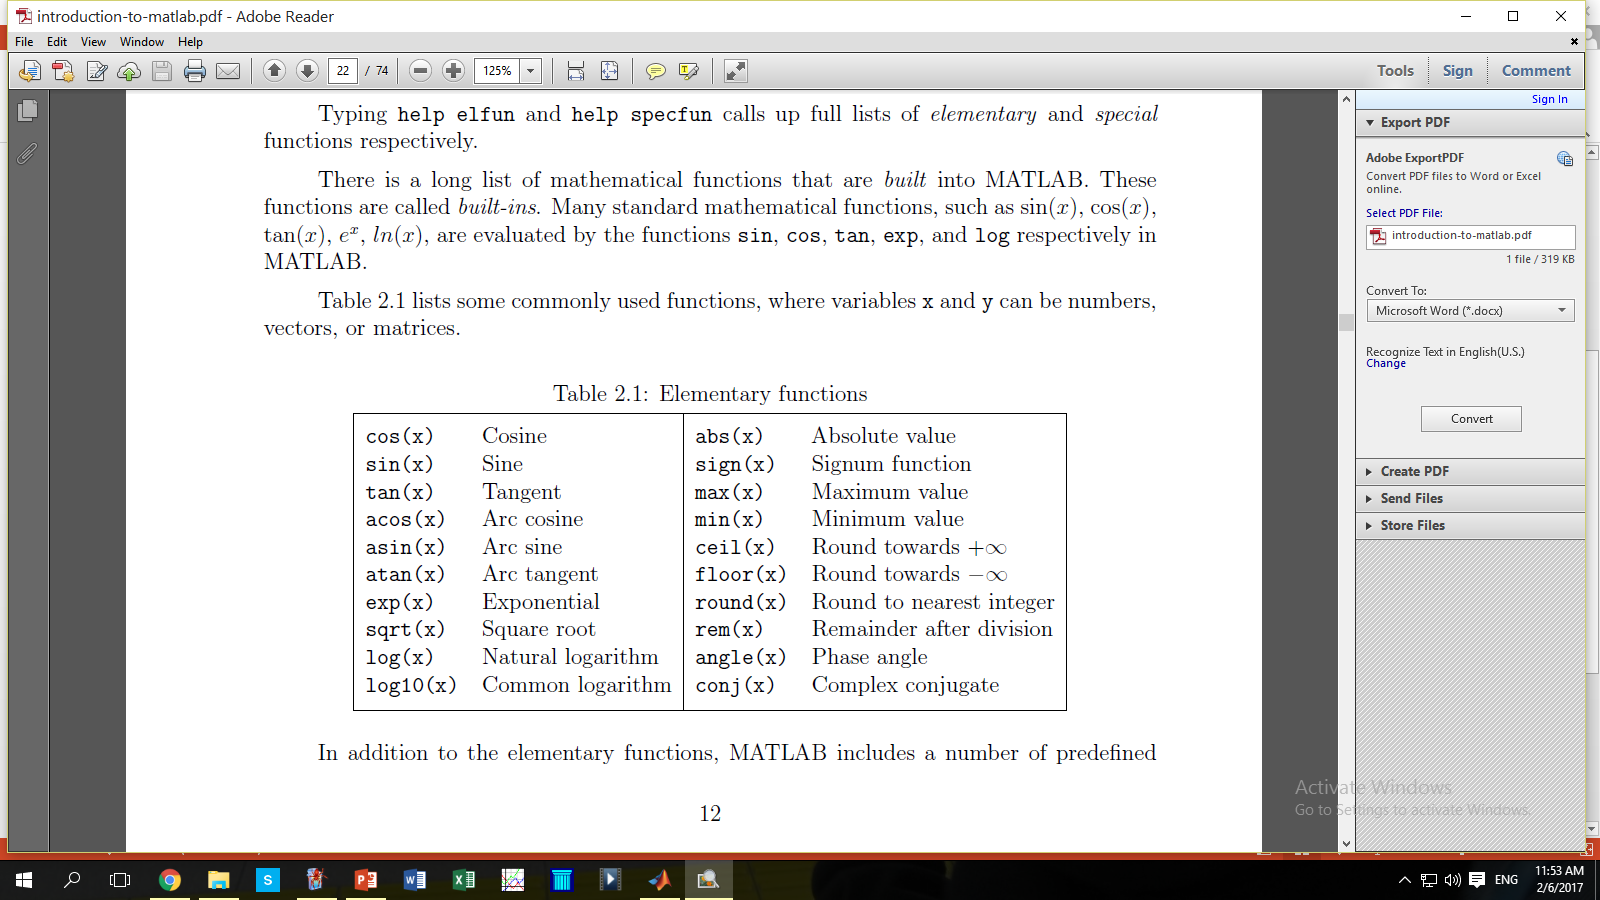 introduction-to-matlab.pdf - Adobe Reader
File Edit View Window Help
22 / 74 125% Tools Sign Comment
Typing help elfun and help specfun calls up full lists of elementary and special
functions respectively.
There is a long list of mathematical functions that are built into MATLAB. These
functions are called built-ins. Many standard mathematical functions, such as sin(x), cos(x),
tan(x), eˣ, ln(x), are evaluated by the functions sin, cos, tan, exp, and log respectively in
MATLAB.
Table 2.1 lists some commonly used functions, where variables x and y can be numbers,
vectors, or matrices.
Table 2.1: Elementary functions
cos(x) Cosine abs(x) Absolute value
sin(x) Sine sign(x) Signum function
tan(x) Tangent max(x) Maximum value
acos(x) Arc cosine min(x) Minimum value
asin(x) Arc sine ceil(x) Round towards +∞
atan(x) Arc tangent floor(x) Round towards −∞
exp(x) Exponential round(x) Round to nearest integer
sqrt(x) Square root rem(x) Remainder after division
log(x) Natural logarithm angle(x) Phase angle
log10(x) Common logarithm conj(x) Complex conjugate
In addition to the elementary functions, MATLAB includes a number of predefined
12
Sign In
Export PDF
Adobe ExportPDF
Convert PDF files to Word or Excel
online.
Select PDF File:
introduction-to-matlab.pdf
1 file / 319 KB
Convert To:
Microsoft Word (*.docx)
Recognize Text in English(U.S.)
Change
Convert
Create PDF
Send Files
Store Files
Activate Windows
Go to Settings to activate Windows.
ENG
11:53 AM
2/6/2017